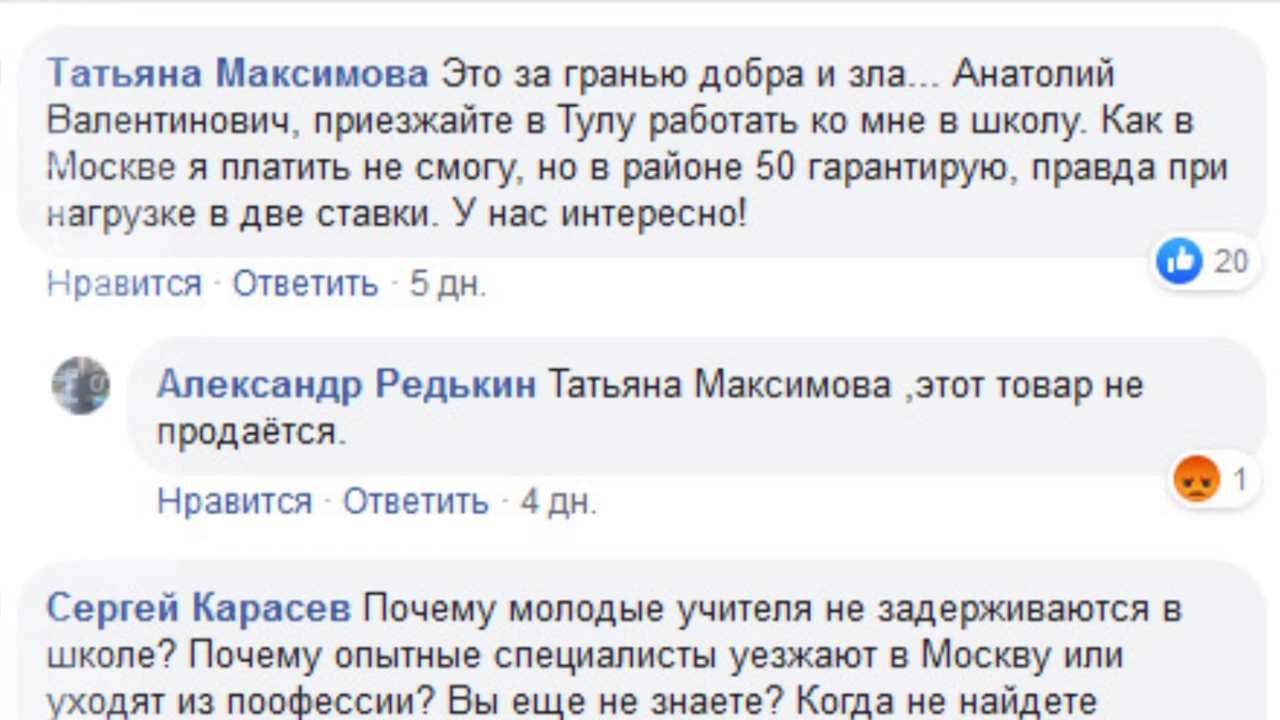 Татьяна Максимова Это за гранью добра и зла... Анатолий
Валентинович, приезжайте в Тулу работать ко мне в школу. Как в
Москве я платить не смогу, но в районе 50 гарантирую, правда при
нагрузке в две ставки. У нас интересно!
20
Нравится · Ответить · 5 дн.
Александр Редькин Татьяна Максимова ,этот товар не
продаётся.
1
Нравится · Ответить · 4 дн.
Сергей Карасев Почему молодые учителя не задерживаются в
школе? Почему опытные специалисты уезжают в Москву или
уходят из поофессии? Вы еще не знаете? Когда не найдете